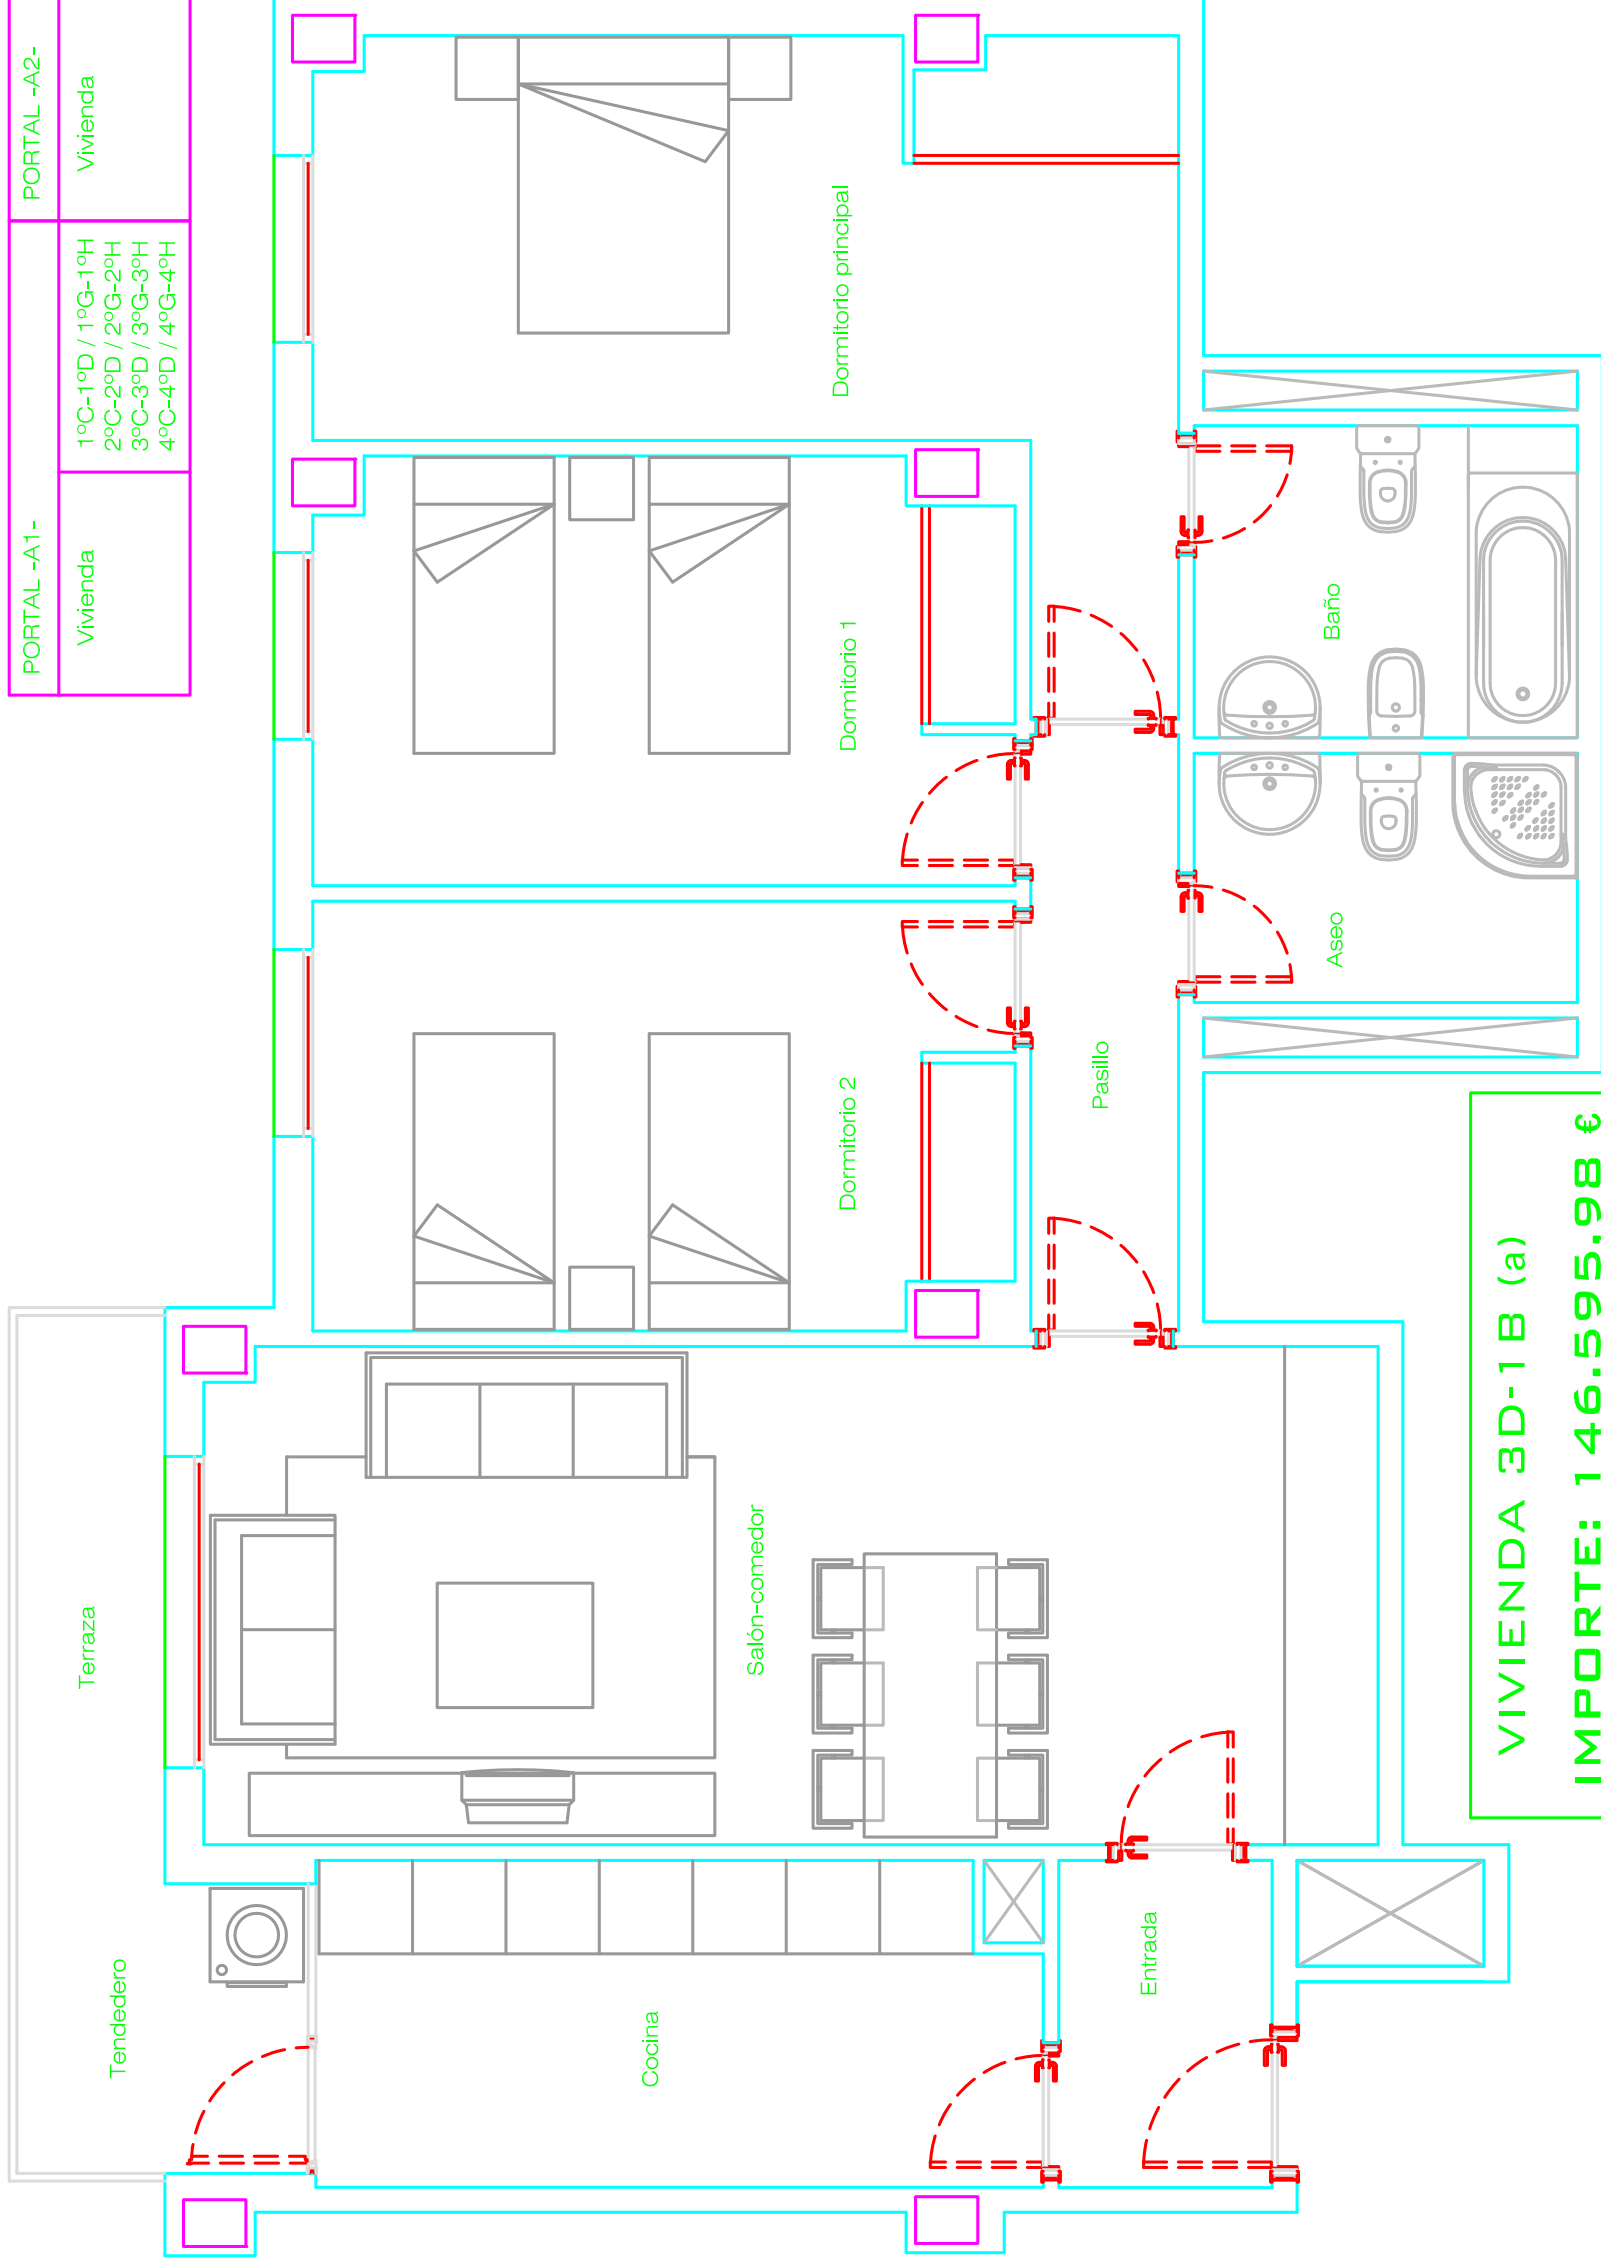 PORTAL -A1-
PORTAL -A2-
Vivienda
1ºC-1ºD / 1ºG-1ºH
2ºC-2ºD / 2ºG-2ºH
3ºC-3ºD / 3ºG-3ºH
4ºC-4ºD / 4ºG-4ºH
Vivienda
Terraza
Tendedero
Cocina
Salón-comedor
Dormitorio 2
Dormitorio 1
Dormitorio principal
Pasillo
Entrada
Aseo
Baño
VIVIENDA 3D-1B (a)
IMPORTE: 146.595,98 €